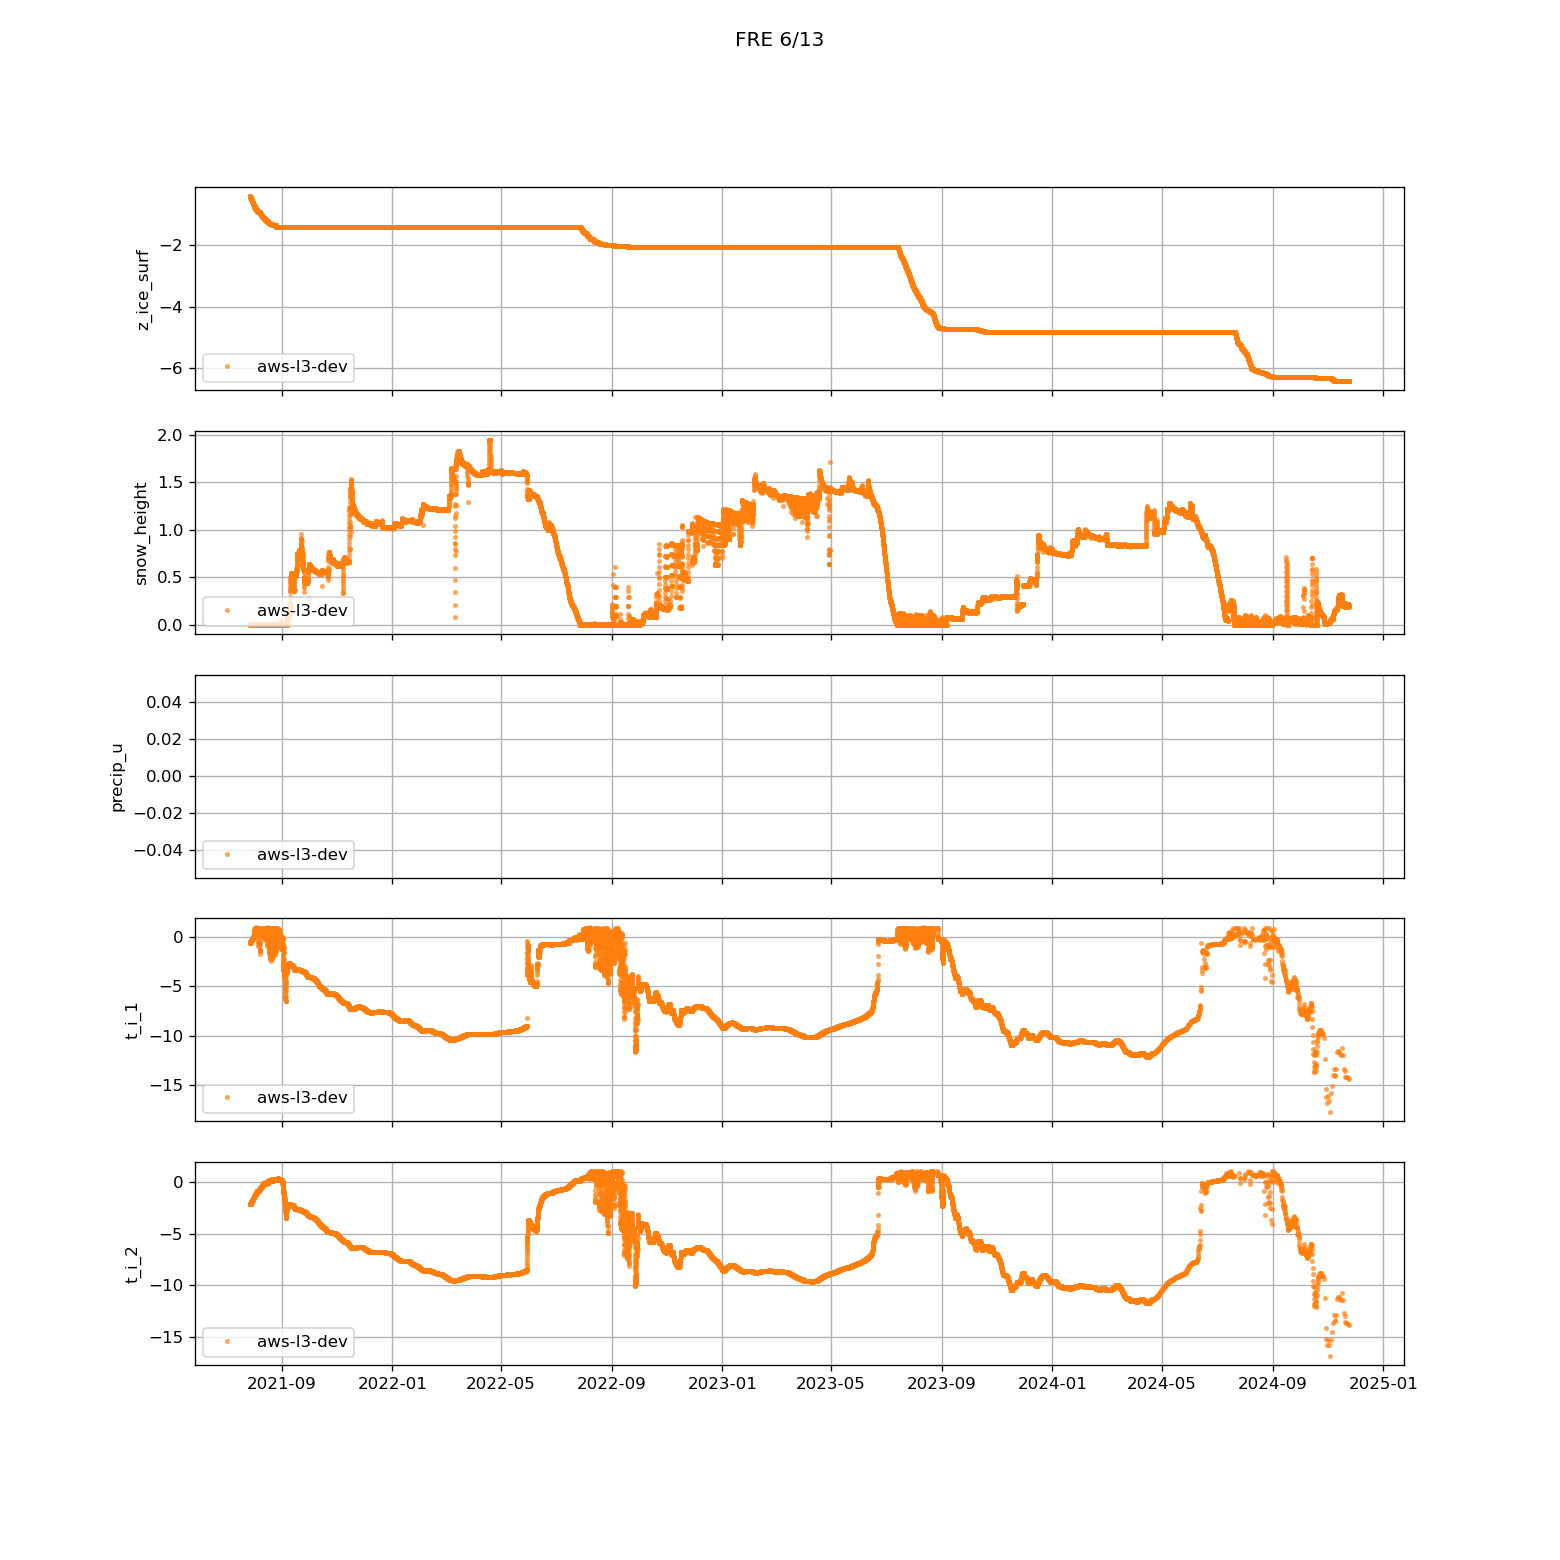 FRE 6/13
−2
−4
−6
z_ice_surf
aws-l3-dev
2.0
1.5
1.0
0.5
0.0
snow_height
aws-l3-dev
0.04
0.02
0.00
−0.02
−0.04
precip_u
aws-l3-dev
0
−5
−10
−15
t_i_1
aws-l3-dev
0
−5
−10
−15
t_i_2
aws-l3-dev
2021-09 2022-01 2022-05 2022-09 2023-01 2023-05 2023-09 2024-01 2024-05 2024-09 2025-01